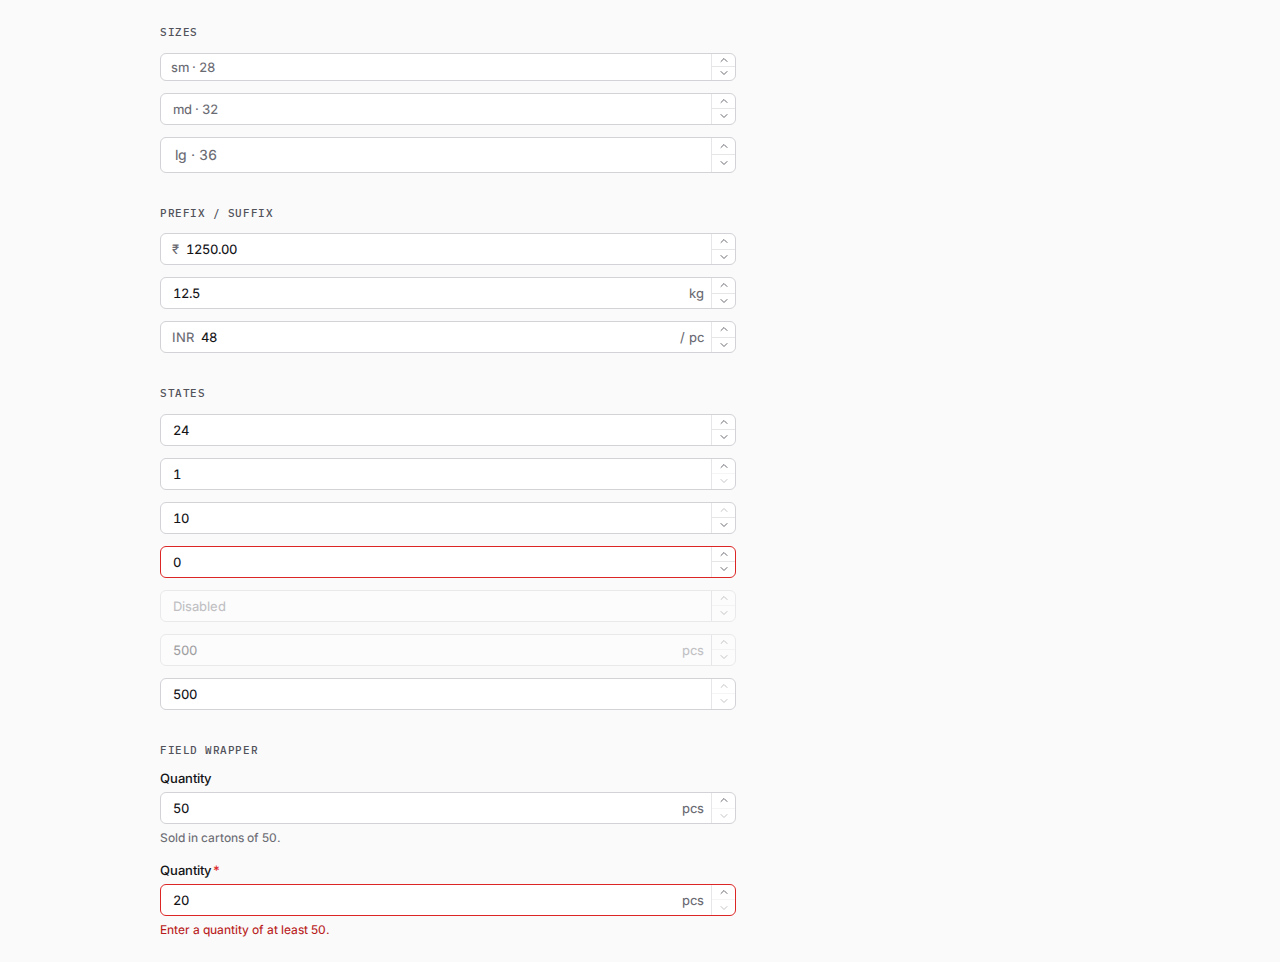 SIZES
sm · 28
md · 32
lg · 36
PREFIX / SUFFIX
₹ 1250.00
12.5 kg
INR 48 / pc
STATES
24
1
10
0
Disabled
500 pcs
500
FIELD WRAPPER
Quantity
50 pcs
Sold in cartons of 50.
Quantity*
20 pcs
Enter a quantity of at least 50.